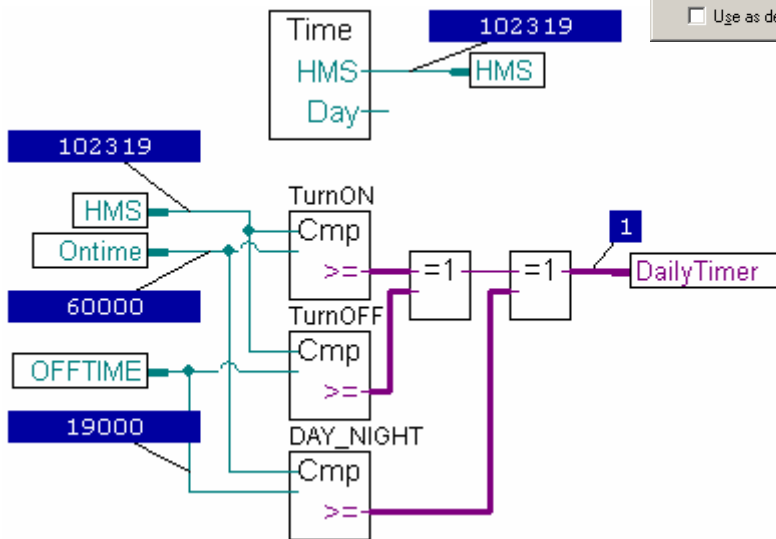 Use as de
Time
102319
HMS
HMS
Day
102319
HMS
Ontime
60000
OFFTIME
19000
TurnON
Cmp
>=
TurnOFF
Cmp
>=
DAY_NIGHT
Cmp
>=
=1
=1
1
DailyTimer